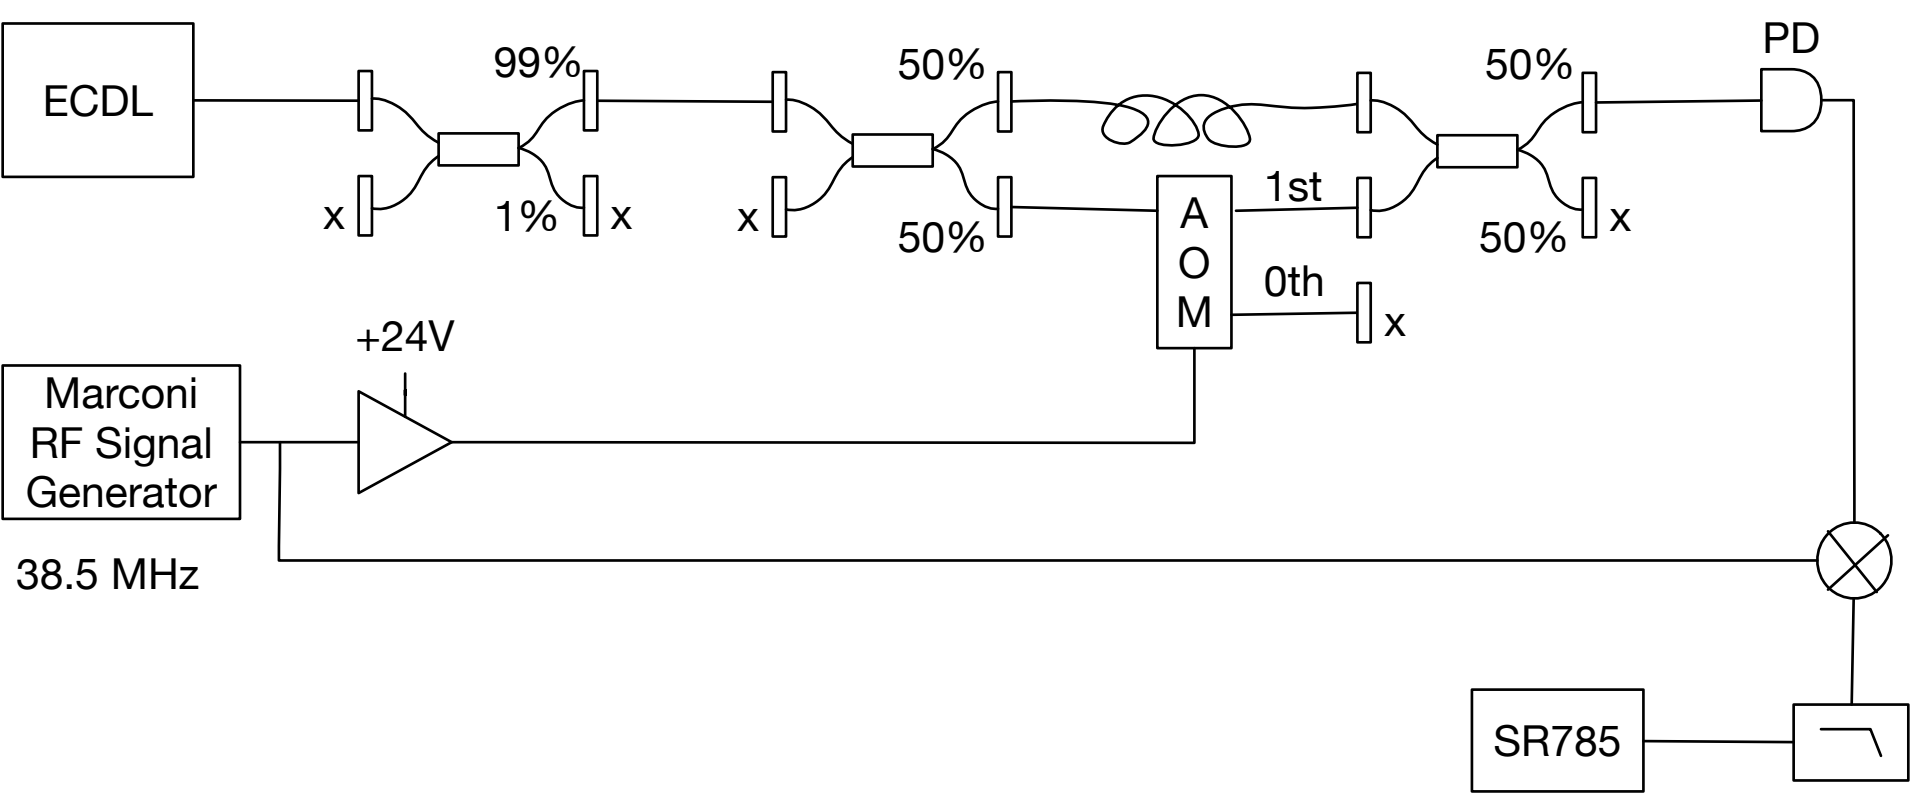 PD
99%
50%
50%
ECDL
1st
x
1%
x
x
50%
50%
x
A
O
M
0th
x
+24V
Marconi
RF Signal
Generator
38.5 MHz
SR785